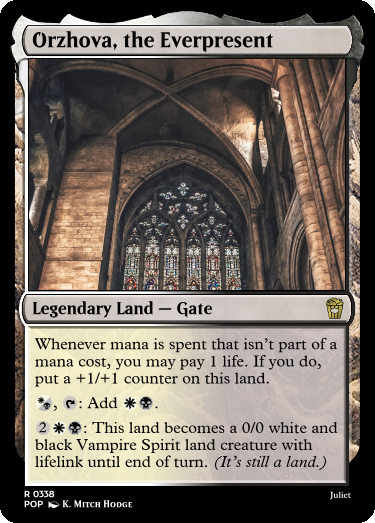 Orzhova, the Everpresent
Legendary Land — Gate
Whenever mana is spent that isn't part of a
mana cost, you may pay 1 life. If you do,
put a +1/+1 counter on this land.
, : Add .
2 : This land becomes a 0/0 white and
black Vampire Spirit land creature with
lifelink until end of turn. (It's still a land.)
R 0338
Juliet
POP K. Mitch Hodge